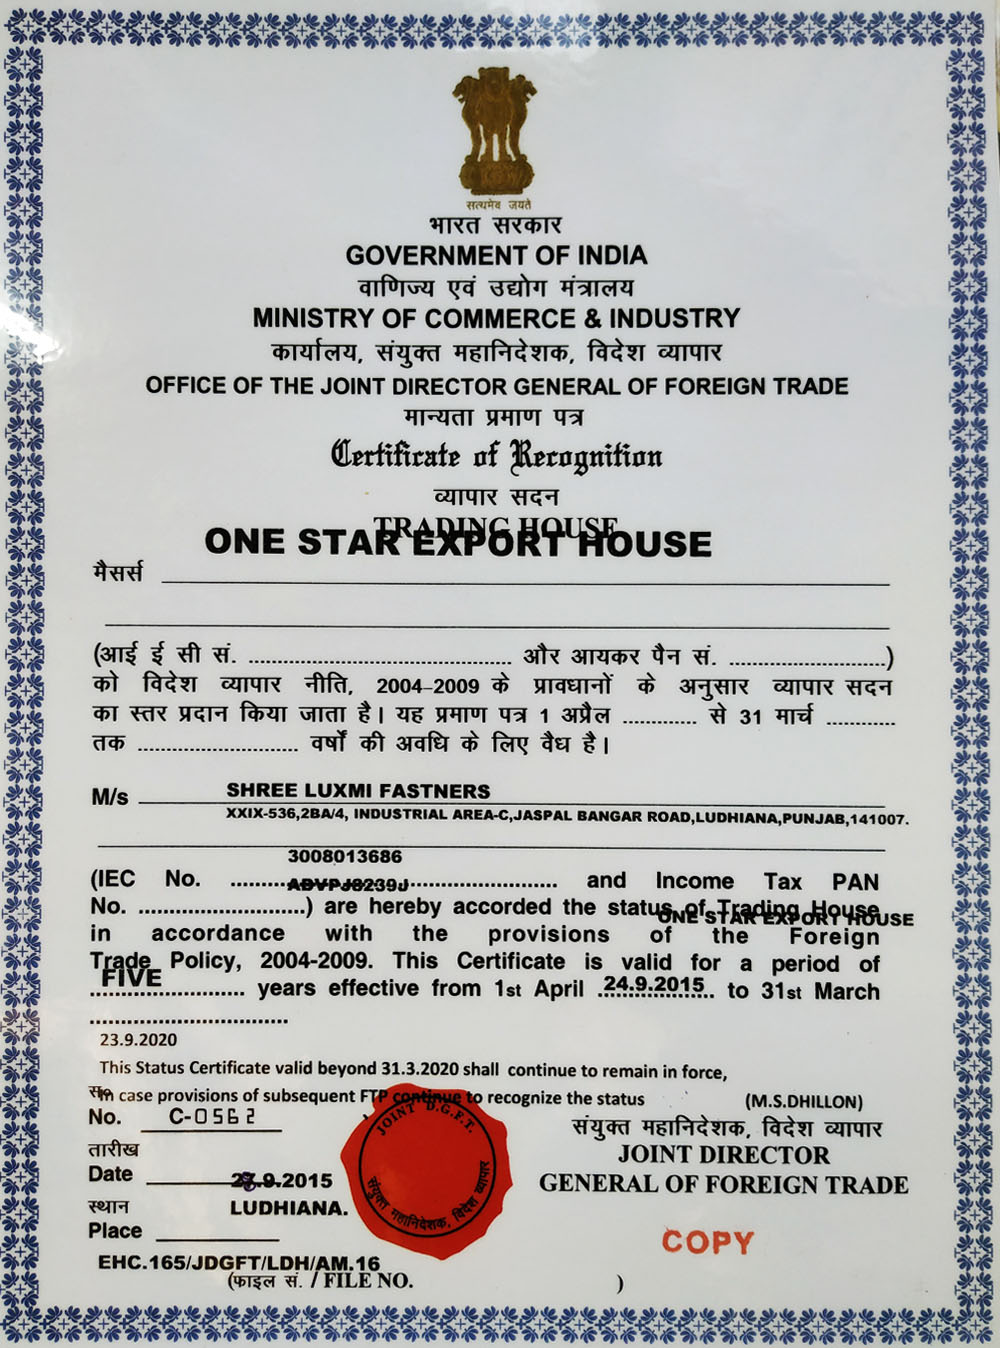 सत्यमेव जयते
भारत सरकार
GOVERNMENT OF INDIA
वाणिज्य एवं उद्योग मंत्रालय
MINISTRY OF COMMERCE & INDUSTRY
कार्यालय, संयुक्त महानिदेशक, विदेश व्यापार
OFFICE OF THE JOINT DIRECTOR GENERAL OF FOREIGN TRADE
मान्यता प्रमाण पत्र
Certificate of Recognition
व्यापार सदन
TRADING HOUSE
ONE STAR EXPORT HOUSE
मैसर्स
(आई ई सी सं. ........................................ और आयकर पैन सं. ........................)
को विदेश व्यापार नीति, 2004-2009 के प्रावधानों के अनुसार व्यापार सदन
का स्तर प्रदान किया जाता है। यह प्रमाण पत्र 1 अप्रैल ............ से 31 मार्च ...........
तक ......................... वर्षों की अवधि के लिए वैध है।
M/s SHREE LUXMI FASTNERS
XXIX-536,2BA/4, INDUSTRIAL AREA-C,JASPAL BANGAR ROAD,LUDHIANA,PUNJAB,141007.
3008013686
(IEC No. .........ADVPJ8239J....................... and Income Tax PAN
No. .........................) are hereby accorded the status of Trading House
ONE STAR EXPORT HOUSE
in accordance with the provisions of the Foreign
Trade Policy, 2004-2009. This Certificate is valid for a period of
FIVE
........................ years effective from 1st April 24.9.2015 to 31st March
..............................
23.9.2020
This Status Certificate valid beyond 31.3.2020 shall continue to remain in force,
In case provisions of subsequent FTP continue to recognize the status
(M.S.DHILLON)
सं.
No. C-0562
संयुक्त महानिदेशक, विदेश व्यापार
JOINT D.G.F.T.
संयुक्त महानिदेशक, विदेश व्यापार
JOINT DIRECTOR
GENERAL OF FOREIGN TRADE
तारीख
Date .9.2015
स्थान
Place LUDHIANA.
COPY
EHC.165/JDGFT/LDH/AM.16
(फाइल सं. / FILE NO. )